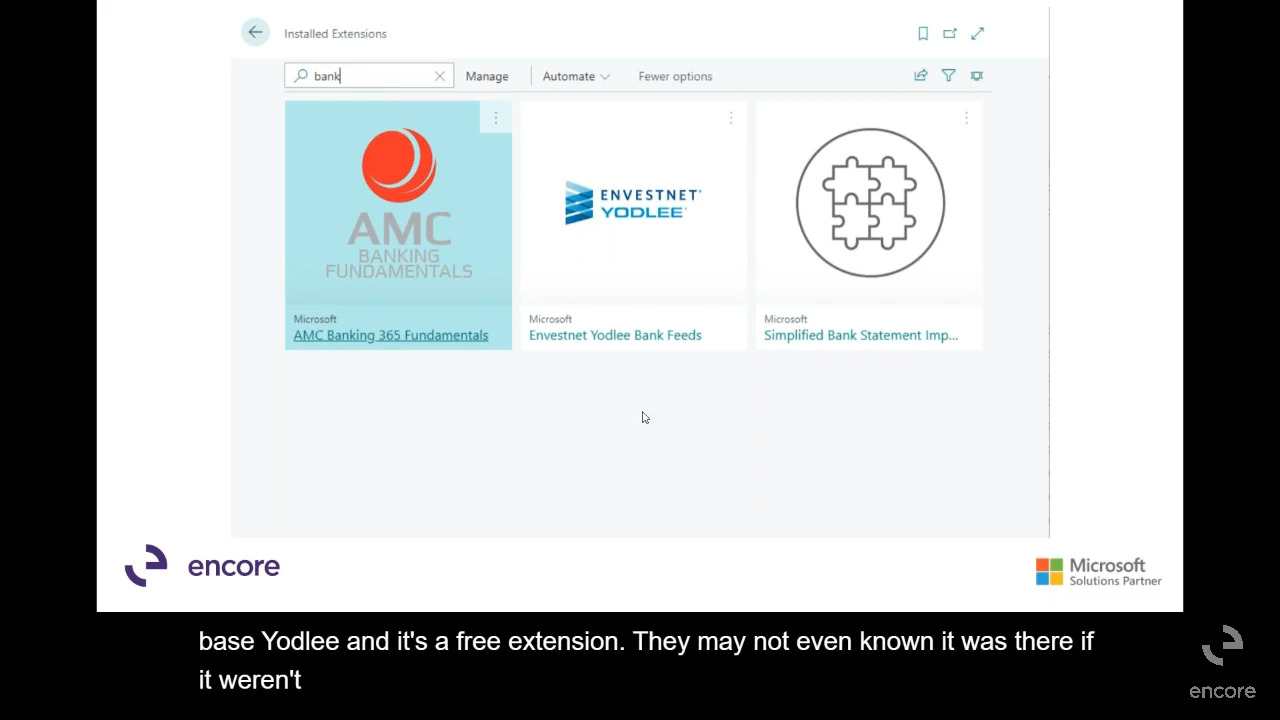 Installed Extensions
bank
Manage
Automate
Fewer options
AMC
BANKING
FUNDAMENTALS
ENVESTNET
YODLEE
Microsoft
AMC Banking 365 Fundamentals
Microsoft
Envestnet Yodlee Bank Feeds
Microsoft
Simplified Bank Statement Imp...
encore
Microsoft
Solutions Partner
base Yodlee and it's a free extension. They may not even known it was there if
it weren't
encore